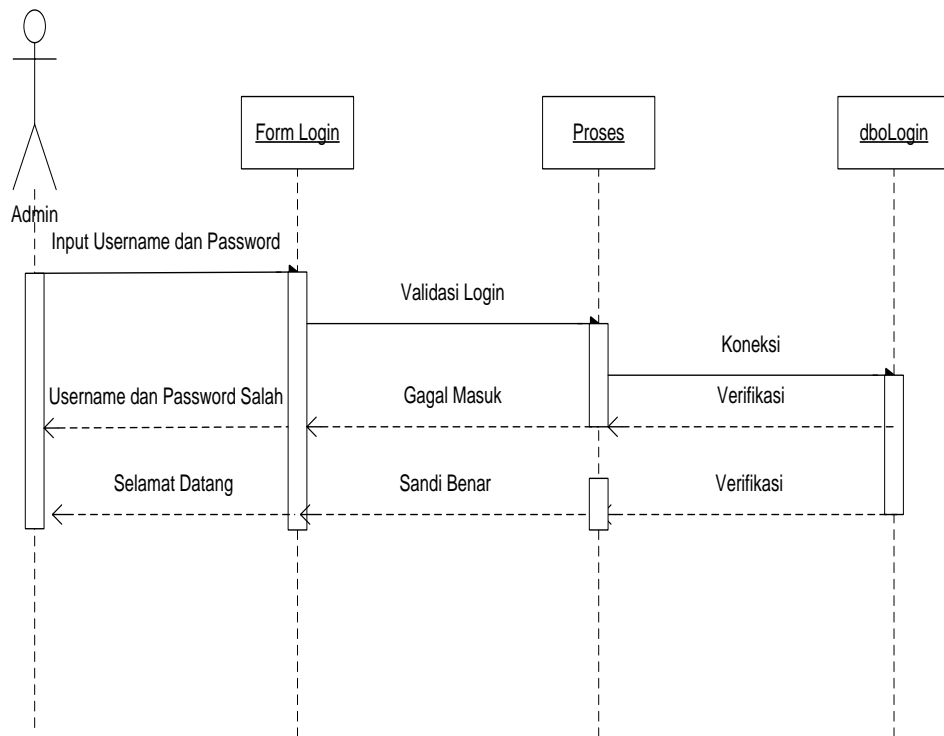 Form Login
Proses
dboLogin
Admin
Input Username dan Password
Validasi Login
Koneksi
Username dan Password Salah
Gagal Masuk
Verifikasi
Selamat Datang
Sandi Benar
Verifikasi